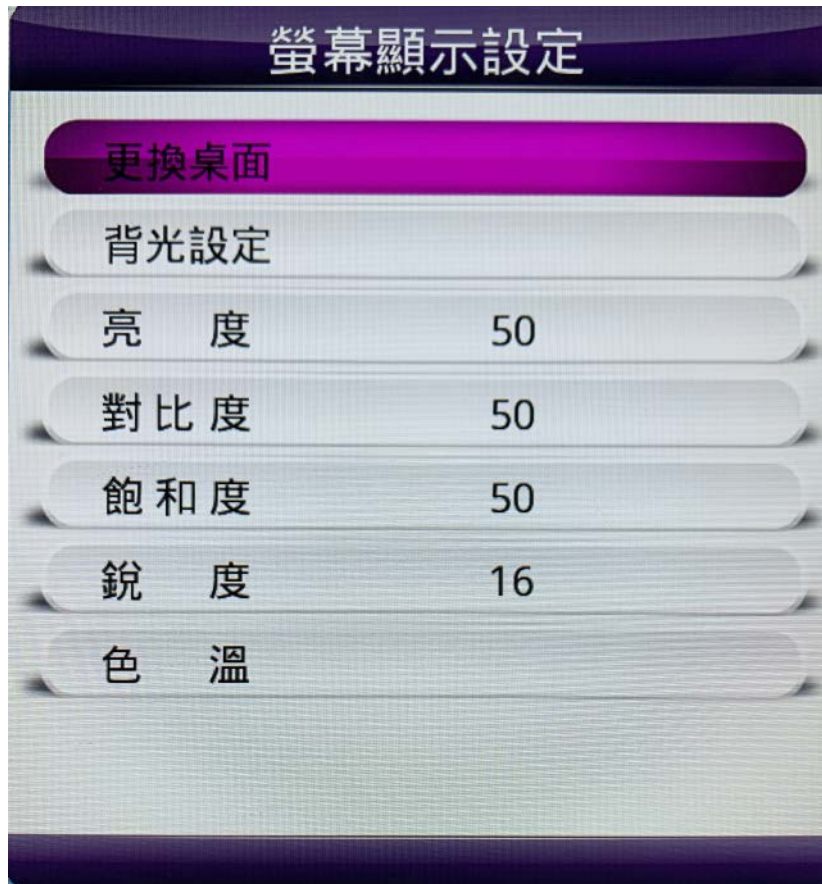 螢幕顯示設定
更換桌面
背光設定
亮 度 50
對比度 50
飽和度 50
銳 度 16
色 溫